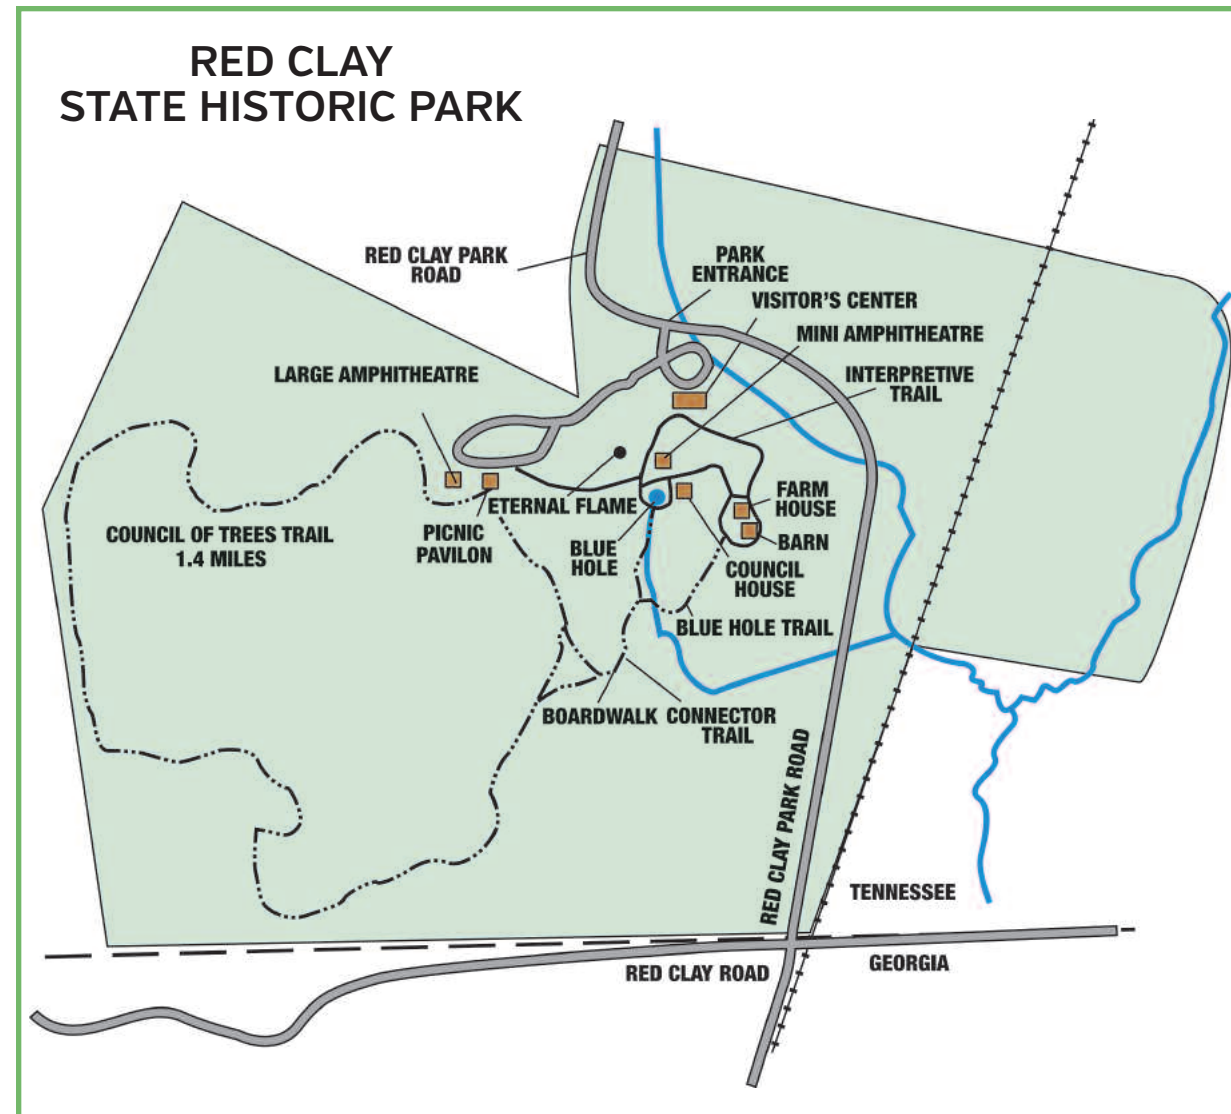 RED CLAY
STATE HISTORIC PARK
RED CLAY PARK
ROAD
PARK
ENTRANCE
VISITOR'S CENTER
MINI AMPHITHEATRE
LARGE AMPHITHEATRE
INTERPRETIVE
TRAIL
COUNCIL OF TREES TRAIL
1.4 MILES
PICNIC
PAVILON
ETERNAL FLAME
BLUE
HOLE
FARM
HOUSE
BARN
COUNCIL
HOUSE
BLUE HOLE TRAIL
BOARDWALK
CONNECTOR
TRAIL
RED CLAY PARK ROAD
TENNESSEE
RED CLAY ROAD
GEORGIA